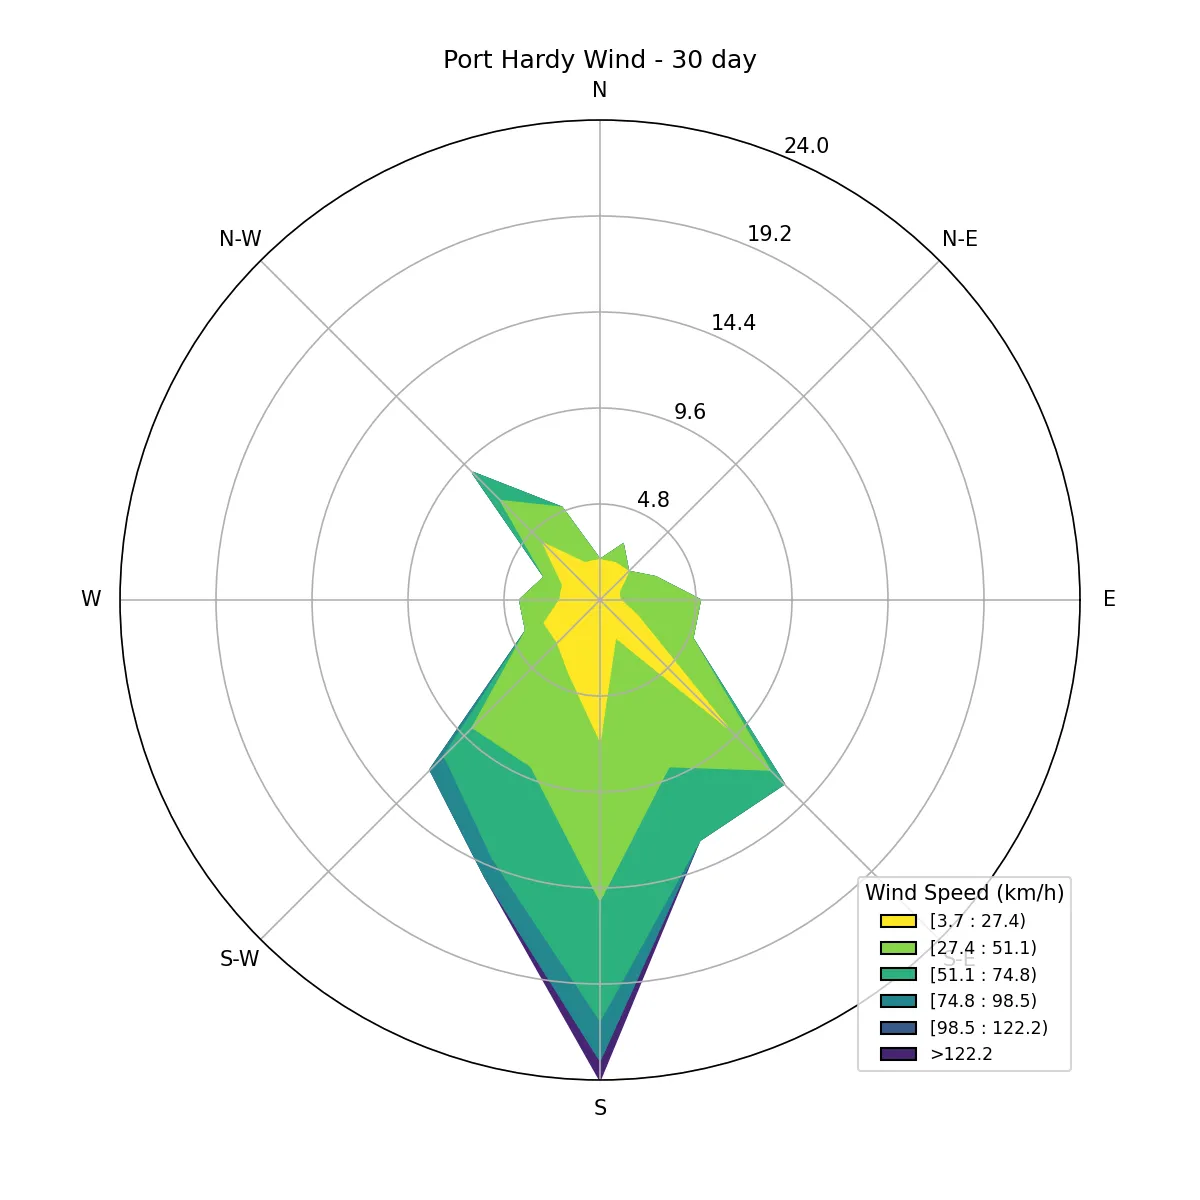 Port Hardy Wind - 30 day
N
24.0
19.2
N-W
N-E
14.4
9.6
4.8
W
E
Wind Speed (km/h)
[3.7 : 27.4)
[27.4 : 51.1)
S-W
S-E
[51.1 : 74.8)
[74.8 : 98.5)
[98.5 : 122.2)
>122.2
S